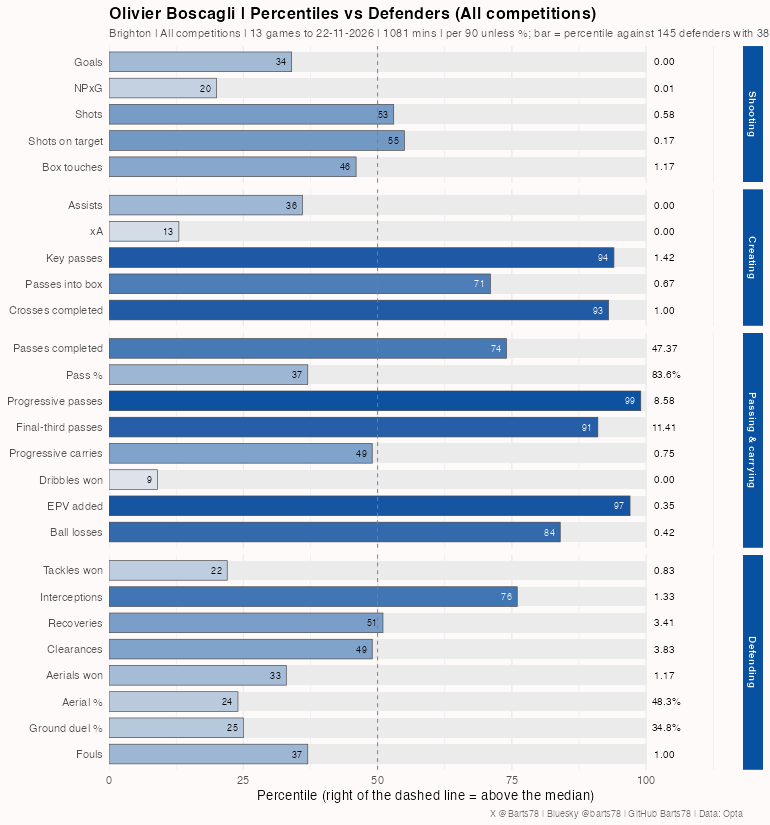 Olivier Boscagli | Percentiles vs Defenders (All competitions)
Brighton | All competitions | 13 games to 22-11-2026 | 1081 mins | per 90 unless %; bar = percentile against 145 defenders with 38
Goals 34 0.00
NPxG 20 0.01
Shots 53 0.58
Shots on target 55 0.17
Box touches 46 1.17
Shooting
Assists 36 0.00
xA 13 0.00
Key passes 94 1.42
Passes into box 71 0.67
Crosses completed 93 1.00
Creating
Passes completed 74 47.37
Pass % 37 83.6%
Progressive passes 99 8.58
Final-third passes 91 11.41
Progressive carries 49 0.75
Dribbles won 9 0.00
EPV added 97 0.35
Ball losses 84 0.42
Passing & carrying
Tackles won 22 0.83
Interceptions 76 1.33
Recoveries 51 3.41
Clearances 49 3.83
Aerials won 33 1.17
Aerial % 24 48.3%
Ground duel % 25 34.8%
Fouls 37 1.00
Defending
0 25 50 75 100
Percentile (right of the dashed line = above the median)
X @Barts78 | Bluesky @barts78 | GitHub Barts78 | Data: Opta